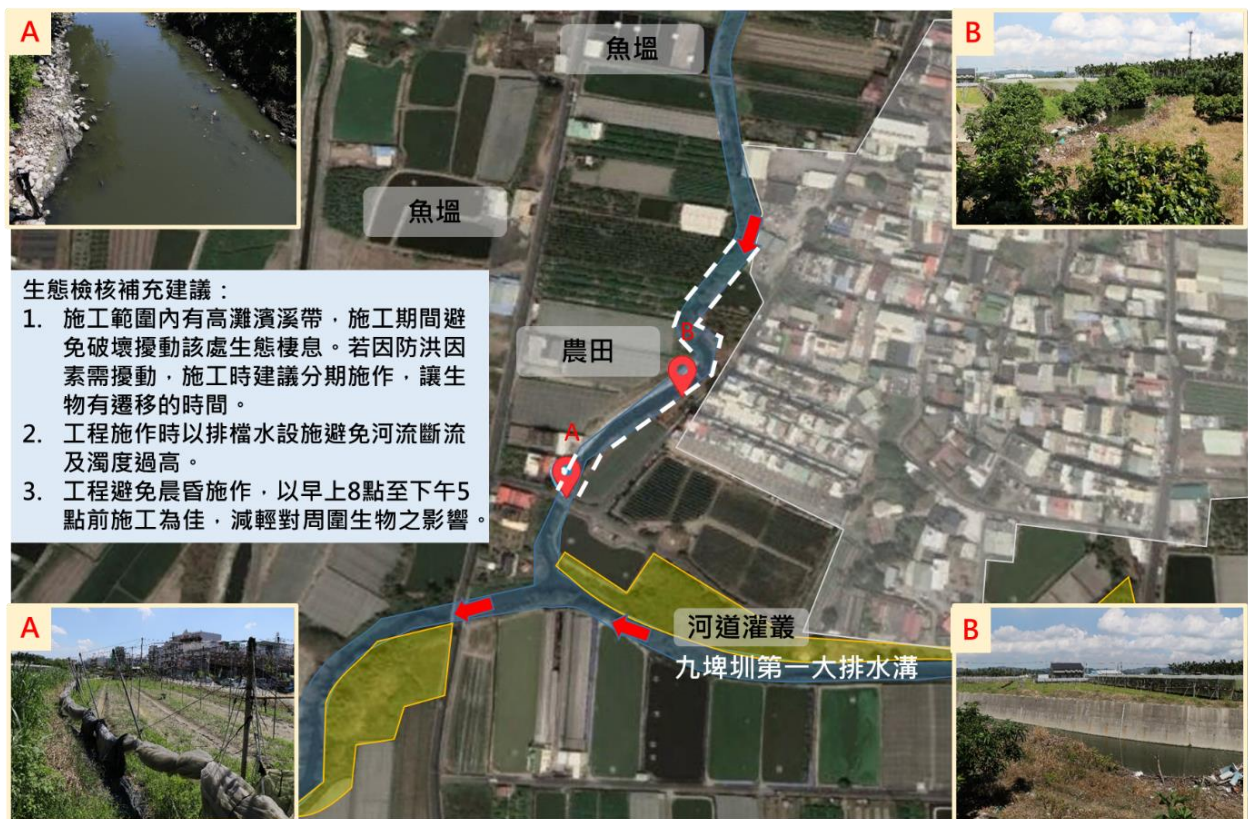 A
魚塭
B
魚塭
生態檢核補充建議：
1. 施工範圍內有高灘濱溪帶，施工期間避
免破壞擾動該處生態棲息。若因防洪因
素需擾動，施工時建議分期施作，讓生
物有遷移的時間。
2. 工程施作時以排檔水設施避免河流斷流
及濁度過高。
3. 工程避免晨昏施作，以早上8點至下午5
點前施工為佳，減輕對周圍生物之影響。
B
農田
A
A
河道灌叢
九埤圳第一大排水溝
B